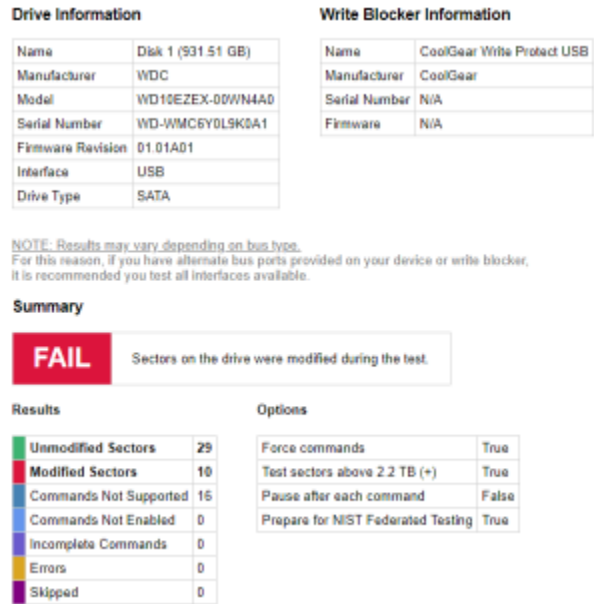 Drive Information
Name Disk 1 (931.51 GB)
Manufacturer WDC
Model WD10EZEX-00WN4A0
Serial Number WD-WMC6Y0L9K0A1
Firmware Revision 01.01A01
Interface USB
Drive Type SATA
Write Blocker Information
Name CoolGear Write Protect USB
Manufacturer CoolGear
Serial Number N/A
Firmware N/A
NOTE: Results may vary depending on bus type.
For this reason, if you have alternate bus ports provided on your device or write blocker,
it is recommended you test all interfaces available.
Summary
FAIL Sectors on the drive were modified during the test.
Results
Unmodified Sectors 29
Modified Sectors 10
Commands Not Supported 16
Commands Not Enabled 0
Incomplete Commands 0
Errors 0
Skipped 0
Options
Force commands True
Test sectors above 2.2 TB (+) True
Pause after each command False
Prepare for NIST Federated Testing True